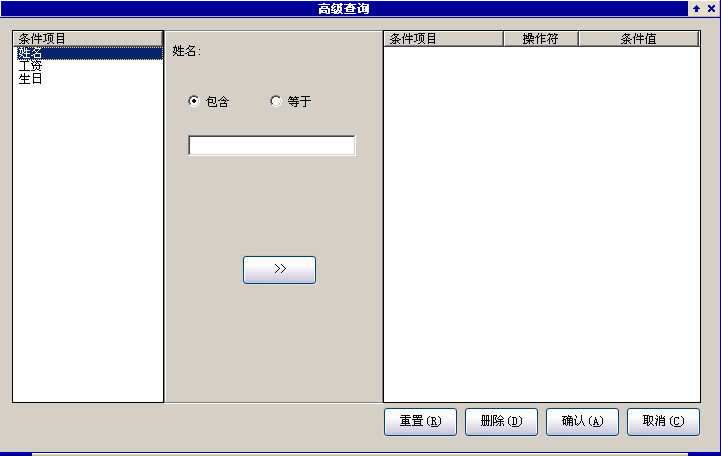 高级查询
条件项目
姓名
工资
生日
姓名:
包含 等于
>>
条件项目 操作符 条件值
重置(R) 删除(D) 确认(A) 取消(C)